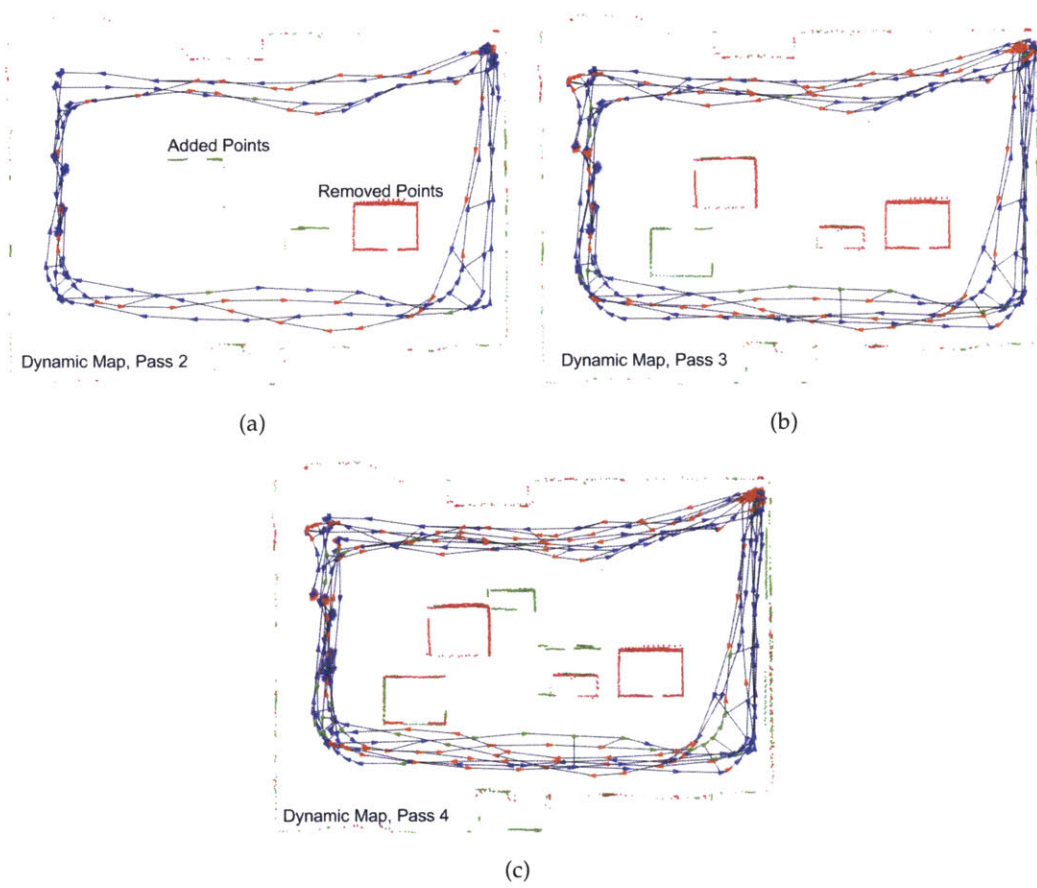 Added Points
Removed Points
Dynamic Map, Pass 2
(a)
Dynamic Map, Pass 3
(b)
Dynamic Map, Pass 4
(c)